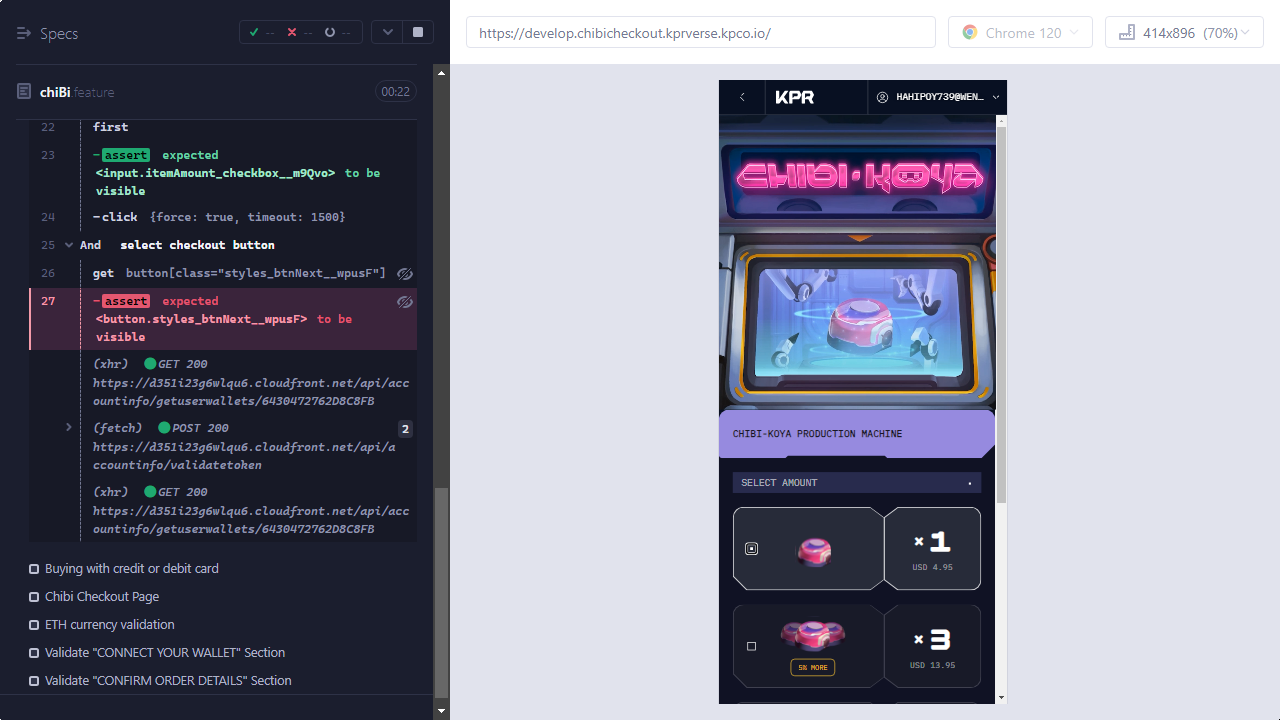 Specs
--
--
--
https://develop.chibicheckout.kprverse.kpco.io/
Chrome 120
414x896 (70%)
chiBi.feature
00:22
22 first
23 -assert expected
<input.itemAmount_checkbox__m9Qvo> to be
visible
24 -click {force: true, timeout: 1500}
25 And select checkout button
26 get button[class="styles_btnNext__wpusF"]
27 -assert expected
<button.styles_btnNext__wpusF> to be
visible
(xhr) GET 200
https://d351i23g6wlqu6.cloudfront.net/api/acc
ountinfo/getuserwallets/6430472762D8C8FB
(fetch) POST 200 2
https://d351i23g6wlqu6.cloudfront.net/api/a
ccountinfo/validatetoken
(xhr) GET 200
https://d351i23g6wlqu6.cloudfront.net/api/acc
ountinfo/getuserwallets/6430472762D8C8FB
Buying with credit or debit card
Chibi Checkout Page
ETH currency validation
Validate "CONNECT YOUR WALLET" Section
Validate "CONFIRM ORDER DETAILS" Section
KPR
HAHIPOY739@WEN…
CHIBI·KOYA
CHIBI-KOYA PRODUCTION MACHINE
SELECT AMOUNT
×1
USD 4.95
×3
5% MORE
USD 13.95